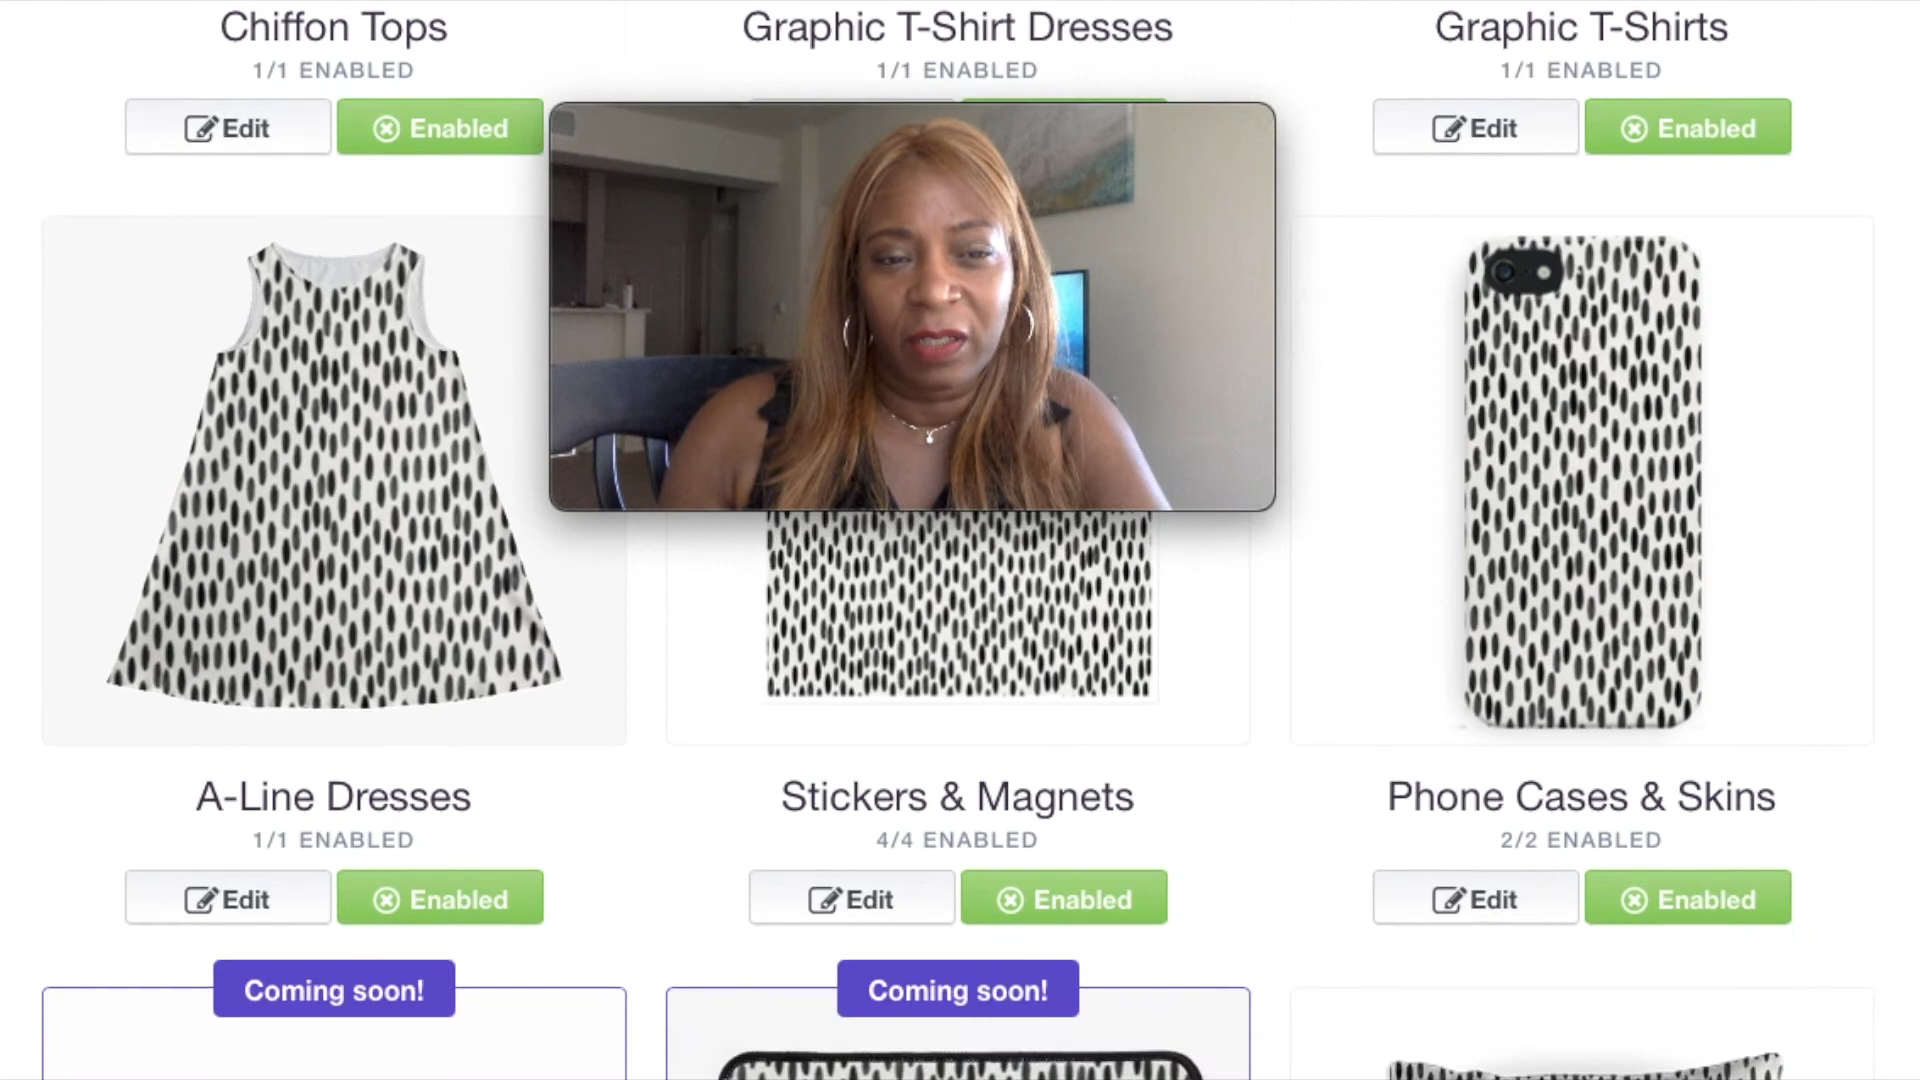 Chiffon Tops
1/1 ENABLED
Edit
Enabled
Graphic T-Shirt Dresses
1/1 ENABLED
Graphic T-Shirts
1/1 ENABLED
Edit
Enabled
A-Line Dresses
1/1 ENABLED
Edit
Enabled
Stickers & Magnets
4/4 ENABLED
Edit
Enabled
Phone Cases & Skins
2/2 ENABLED
Edit
Enabled
Coming soon!
Coming soon!